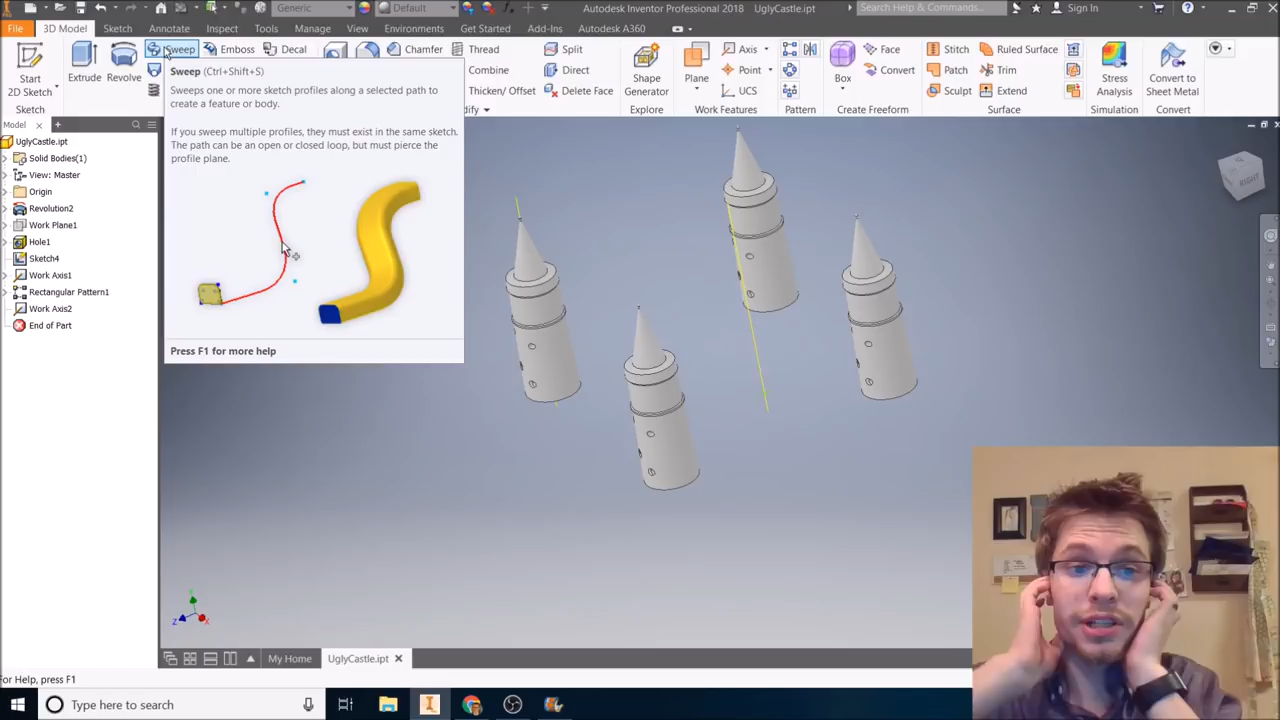 Generic
Default
Autodesk Inventor Professional 2018
UglyCastle.ipt
Search Help & Commands...
Sign In
File
3D Model
Sketch
Annotate
Inspect
Tools
Manage
View
Environments
Get Started
Add-Ins
Autodesk A360
Start
2D Sketch
Sketch
Extrude
Revolve
Sweep
Emboss
Decal
Chamfer
Thread
Combine
Thicken/ Offset
Split
Direct
Delete Face
Shape
Generator
Explore
Plane
Axis
Point
UCS
Work Features
Pattern
Box
Face
Convert
Create Freeform
Stitch
Patch
Sculpt
Ruled Surface
Trim
Extend
Surface
Stress
Analysis
Simulation
Convert to
Sheet Metal
Convert
Sweep (Ctrl+Shift+S)
Sweeps one or more sketch profiles along a selected path to
create a feature or body.
If you sweep multiple profiles, they must exist in the same sketch.
The path can be an open or closed loop, but must pierce the
profile plane.
Press F1 for more help
Model
UglyCastle.ipt
Solid Bodies(1)
View: Master
Origin
Revolution2
Work Plane1
Hole1
Sketch4
Work Axis1
Rectangular Pattern1
Work Axis2
End of Part
RIGHT
Y
Z
X
My Home
UglyCastle.ipt
For Help, press F1
Type here to search